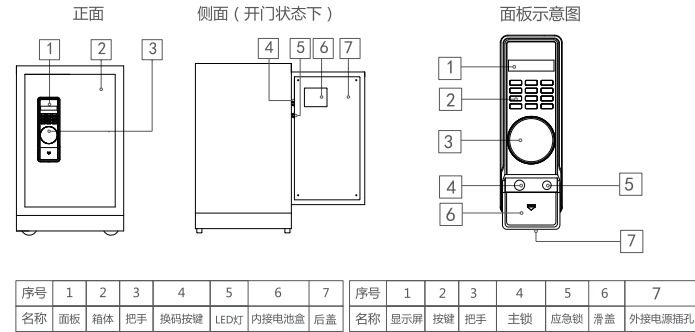 正面
侧面（开门状态下）
面板示意图
1 2 3
4 5 6 7
1
2
3
4 5
6
7
序号 1 2 3 4 5 6 7
名称 面板 箱体 把手 换码按键 LED灯 内接电池盒 后盖
序号 1 2 3 4 5 6 7
名称 显示屏 按键 把手 主锁 应急锁 滑盖 外接电源插孔